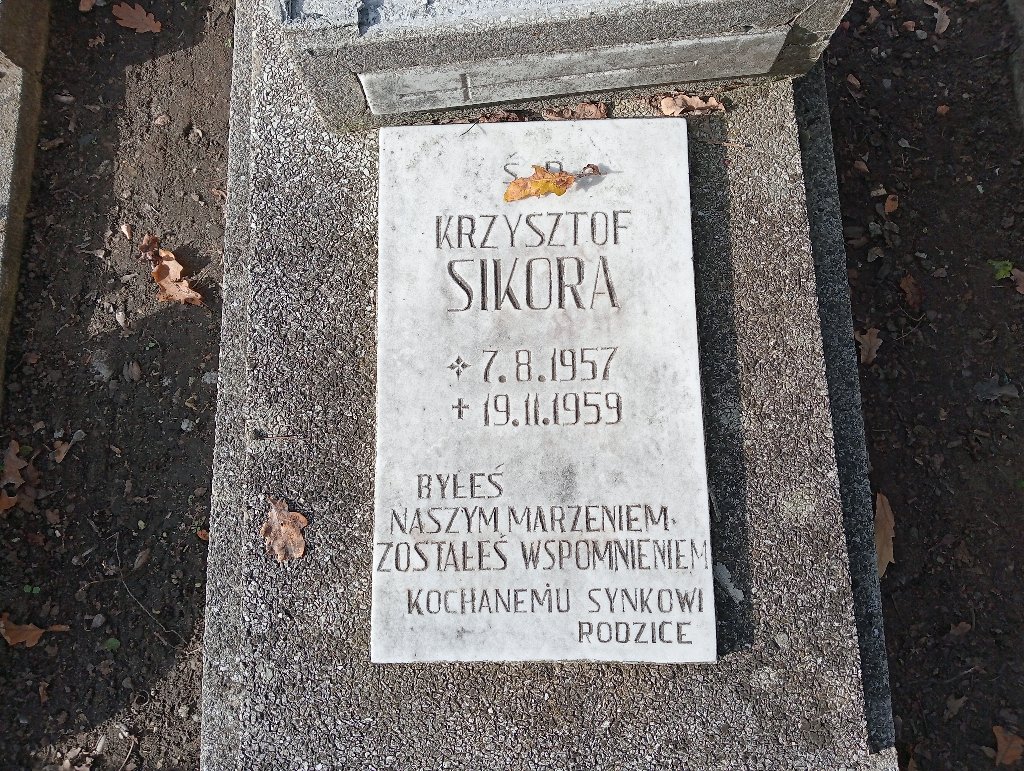 Ś. P.
KRZYSZTOF
SIKORA
7.8.1957
19.11.1959
BYŁEŚ
NASZYM MARZENIEM
ZOSTAŁEŚ WSPOMNIENIEM
KOCHANEMU SYNKOWI
RODZICE